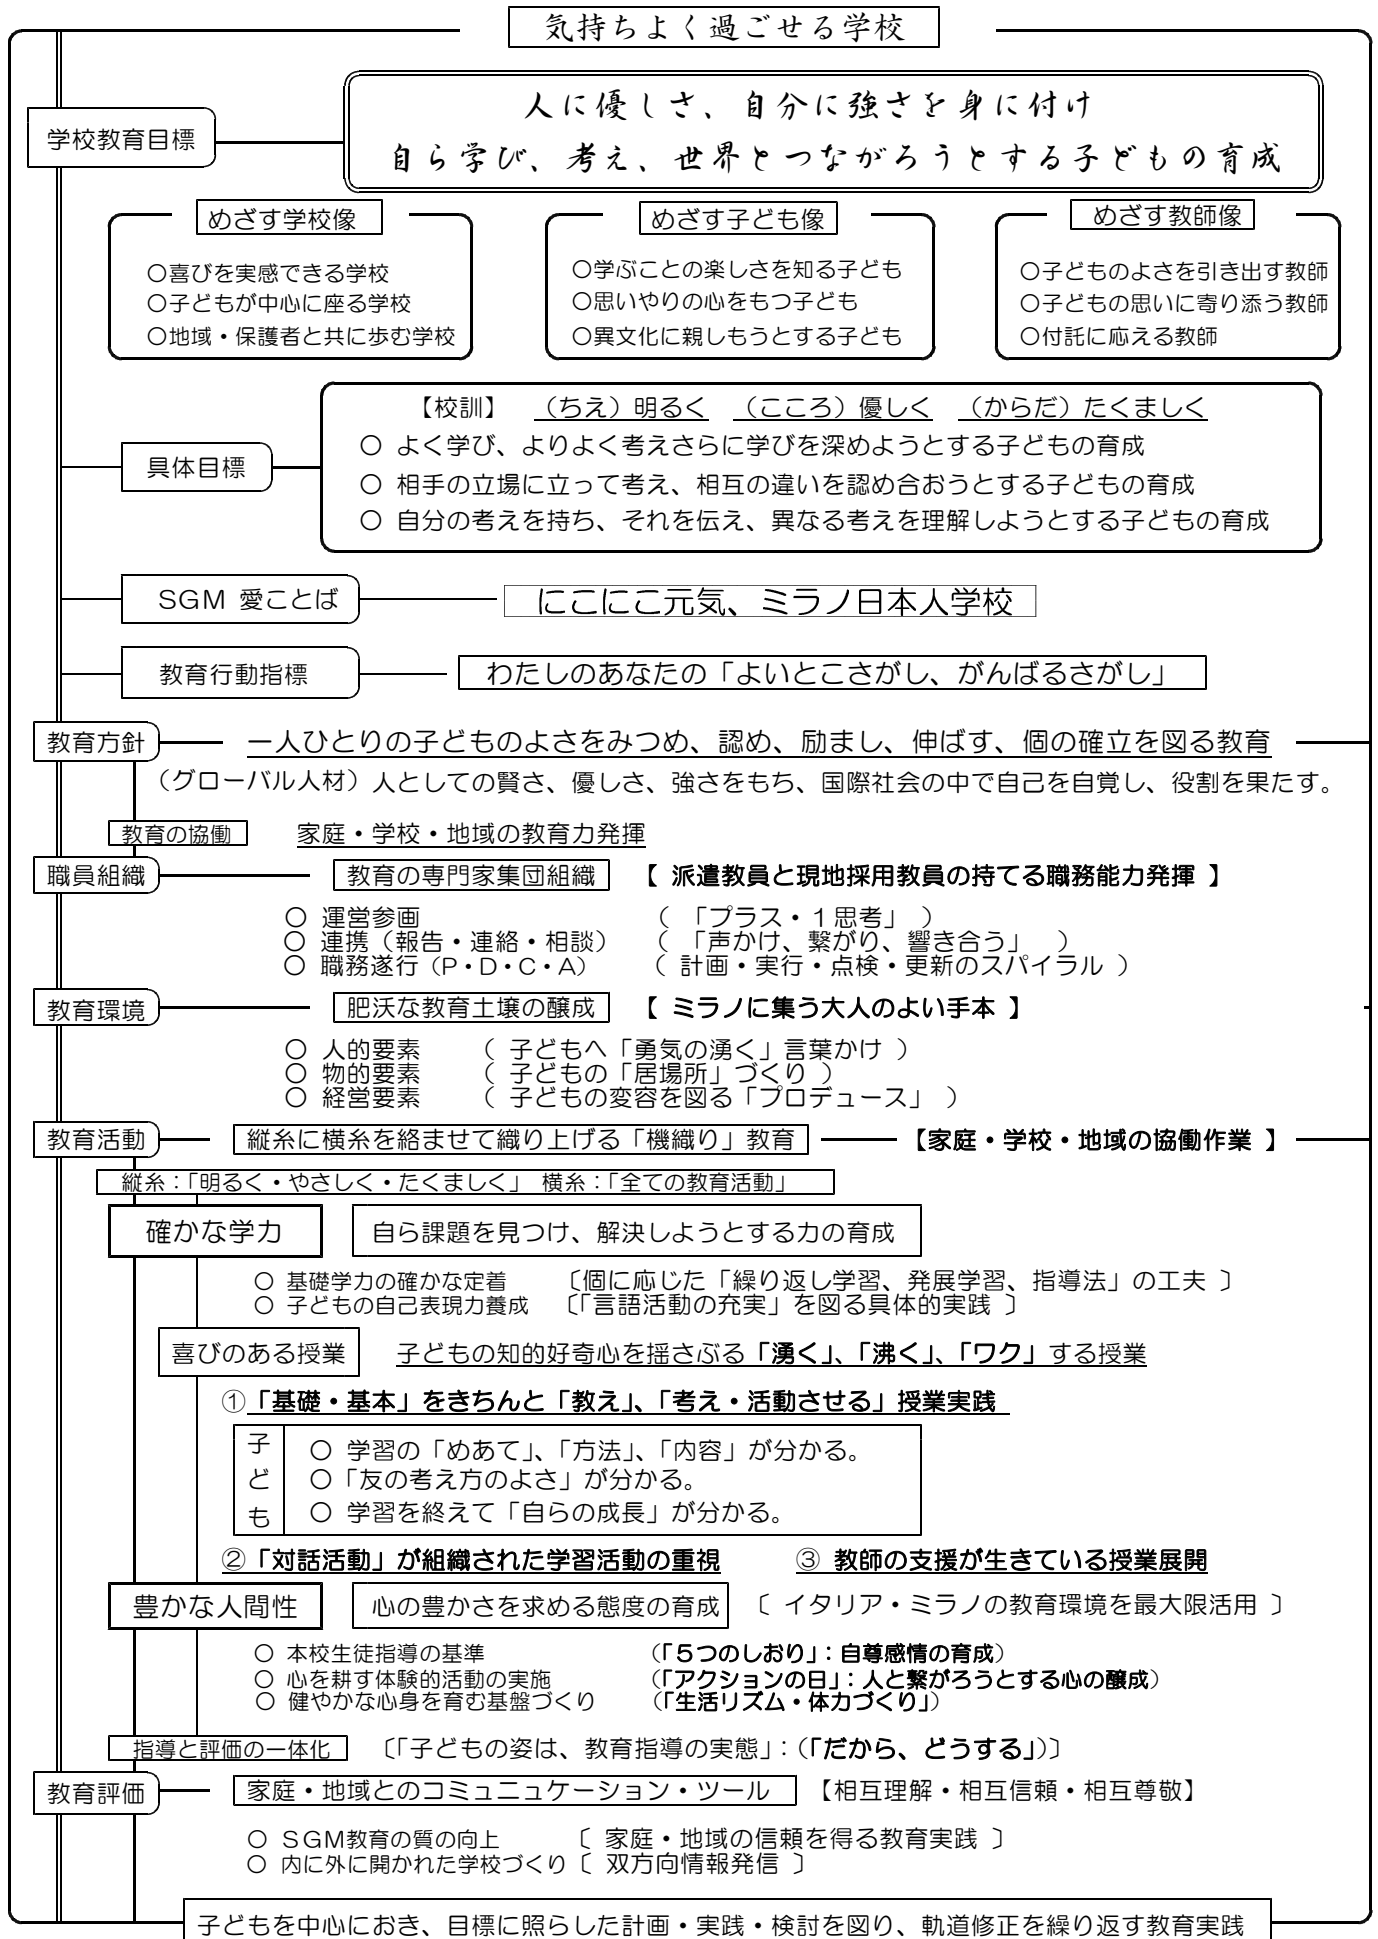 気持ちよく過ごせる学校
人に優しさ、自分に強さを身に付け
学校教育目標
自ら学び、考え、世界とつながろうとする子どもの育成
めざす学校像
○喜びを実感できる学校
○子どもが中心に座る学校
○地域・保護者と共に歩む学校
めざす子ども像
○学ぶことの楽しさを知る子ども
○思いやりの心をもつ子ども
○異文化に親しもうとする子ども
めざす教師像
○子どものよさを引き出す教師
○子どもの思いに寄り添う教師
○付託に応える教師
【校訓】 (ちえ)明るく (こころ)優しく (からだ)たくましく
具体目標
○ よく学び、よりよく考えさらに学びを深めようとする子どもの育成
○ 相手の立場に立って考え、相互の違いを認め合おうとする子どもの育成
○ 自分の考えを持ち、それを伝え、異なる考えを理解しようとする子どもの育成
SGM 愛ことば にこにこ元気、ミラノ日本人学校
教育行動指標 わたしのあなたの「よいとこさがし、がんばるさがし」
教育方針 一人ひとりの子どものよさをみつめ、認め、励まし、伸ばす、個の確立を図る教育
(グローバル人材)人としての賢さ、優しさ、強さをもち、国際社会の中で自己を自覚し、役割を果たす。
教育の協働 家庭・学校・地域の教育力発揮
職員組織 教育の専門家集団組織 【 派遣教員と現地採用教員の持てる職務能力発揮 】
○ 運営参画 ( 「プラス・1思考」 )
○ 連携(報告・連絡・相談) ( 「声かけ、繋がり、響き合う」 )
○ 職務遂行(P・D・C・A) ( 計画・実行・点検・更新のスパイラル )
教育環境 肥沃な教育土壌の醸成 【 ミラノに集う大人のよい手本 】
○ 人的要素 ( 子どもへ「勇気の湧く」言葉かけ )
○ 物的要素 ( 子どもの「居場所」づくり )
○ 経営要素 ( 子どもの変容を図る「プロデュース」 )
教育活動 縦糸に横糸を絡ませて織り上げる「機織り」教育 【家庭・学校・地域の協働作業 】
縦糸：「明るく・やさしく・たくましく」 横糸：「全ての教育活動」
確かな学力 自ら課題を見つけ、解決しようとする力の育成
○ 基礎学力の確かな定着 〔個に応じた「繰り返し学習、発展学習、指導法」の工夫 〕
○ 子どもの自己表現力養成 〔「言語活動の充実」を図る具体的実践 〕
喜びのある授業 子どもの知的好奇心を揺さぶる「湧く」、「沸く」、「ワク」する授業
①「基礎・基本」をきちんと「教え」、「考え・活動させる」授業実践
子ども
○ 学習の「めあて」、「方法」、「内容」が分かる。
○「友の考え方のよさ」が分かる。
○ 学習を終えて「自らの成長」が分かる。
②「対話活動」が組織された学習活動の重視 ③ 教師の支援が生きている授業展開
豊かな人間性 心の豊かさを求める態度の育成 〔 イタリア・ミラノの教育環境を最大限活用 〕
○ 本校生徒指導の基準 (「5つのしおり」：自尊感情の育成)
○ 心を耕す体験的活動の実施 (「アクションの日」：人と繋がろうとする心の醸成)
○ 健やかな心身を育む基盤づくり (「生活リズム・体力づくり」)
指導と評価の一体化 〔「子どもの姿は、教育指導の実態」：(「だから、どうする」)〕
教育評価 家庭・地域とのコミュニュケーション・ツール 【相互理解・相互信頼・相互尊敬】
○ SGM教育の質の向上 〔 家庭・地域の信頼を得る教育実践 〕
○ 内に外に開かれた学校づくり〔 双方向情報発信 〕
子どもを中心におき、目標に照らした計画・実践・検討を図り、軌道修正を繰り返す教育実践